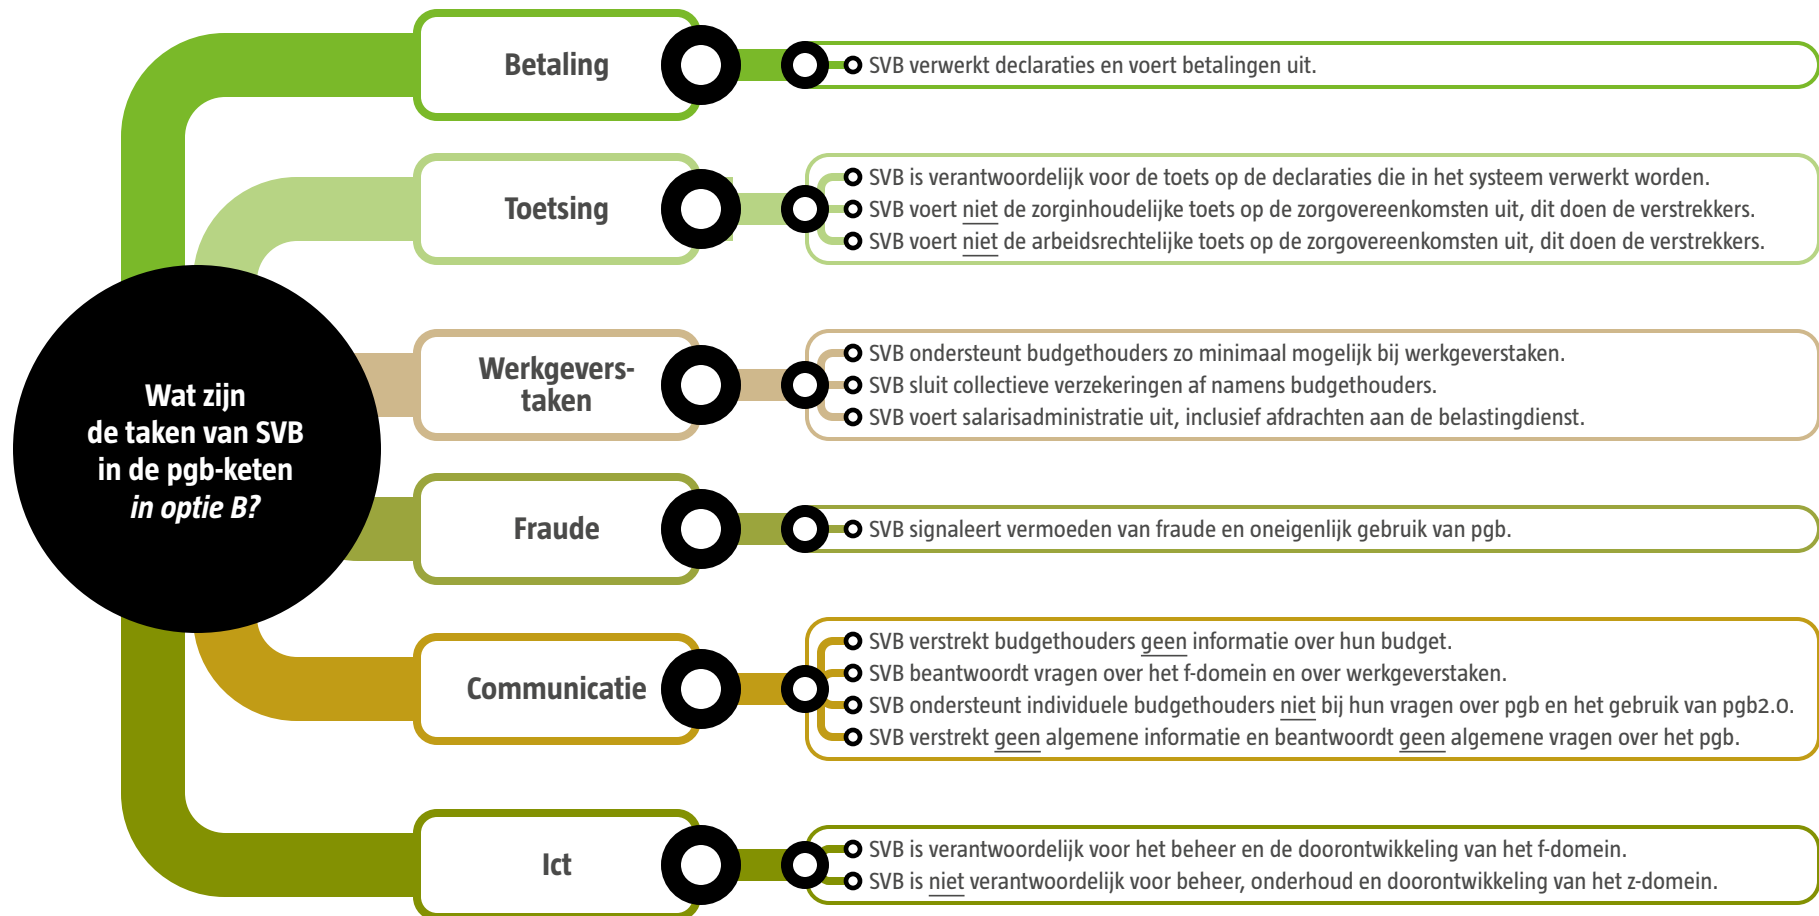 Wat zijn
de taken van SVB
in de pgb-keten
in optie B?
Betaling
SVB verwerkt declaraties en voert betalingen uit.
Toetsing
SVB is verantwoordelijk voor de toets op de declaraties die in het systeem verwerkt worden.
SVB voert niet de zorginhoudelijke toets op de zorgovereenkomsten uit, dit doen de verstrekkers.
SVB voert niet de arbeidsrechtelijke toets op de zorgovereenkomsten uit, dit doen de verstrekkers.
Werkgevers-
taken
SVB ondersteunt budgethouders zo minimaal mogelijk bij werkgeverstaken.
SVB sluit collectieve verzekeringen af namens budgethouders.
SVB voert salarisadministratie uit, inclusief afdrachten aan de belastingdienst.
Fraude
SVB signaleert vermoeden van fraude en oneigenlijk gebruik van pgb.
Communicatie
SVB verstrekt budgethouders geen informatie over hun budget.
SVB beantwoordt vragen over het f-domein en over werkgeverstaken.
SVB ondersteunt individuele budgethouders niet bij hun vragen over pgb en het gebruik van pgb2.0.
SVB verstrekt geen algemene informatie en beantwoordt geen algemene vragen over het pgb.
Ict
SVB is verantwoordelijk voor het beheer en de doorontwikkeling van het f-domein.
SVB is niet verantwoordelijk voor beheer, onderhoud en doorontwikkeling van het z-domein.